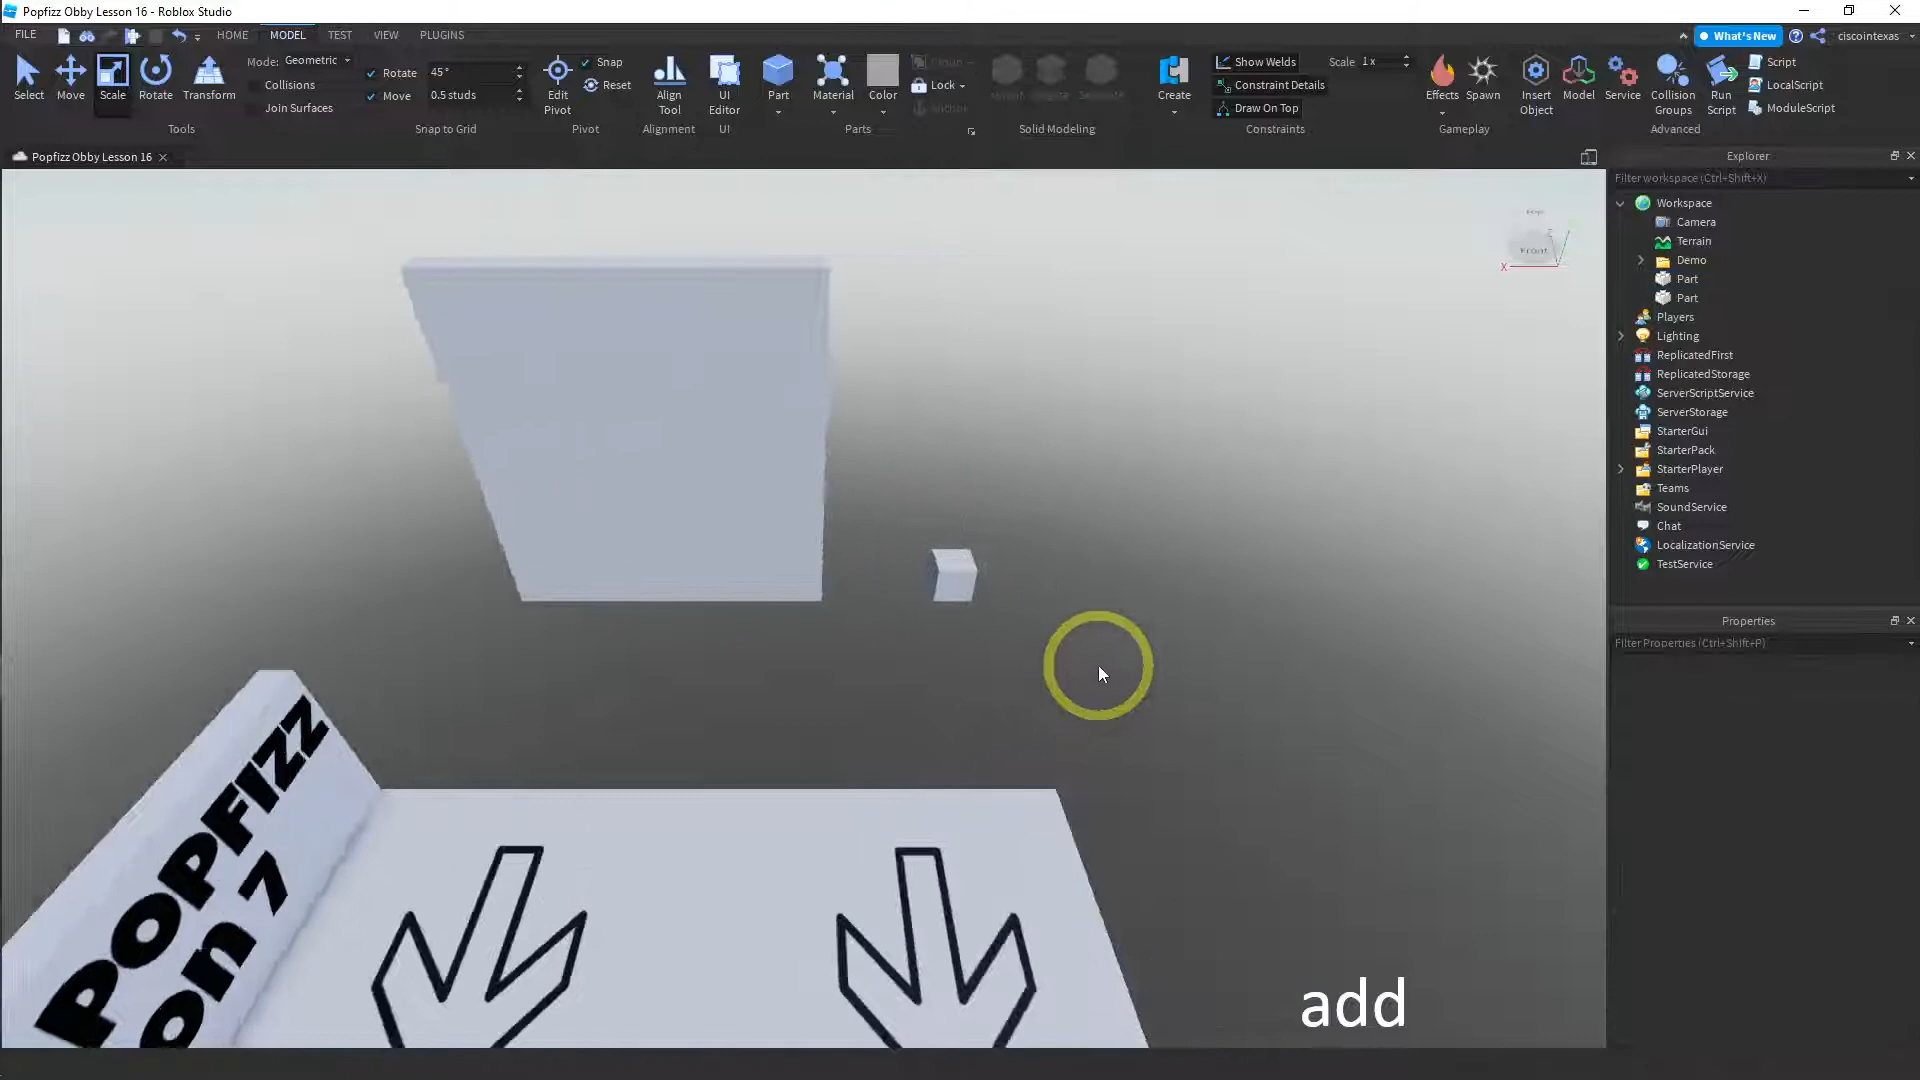 Popfizz Obby Lesson 16 - Roblox Studio
FILE HOME MODEL TEST VIEW PLUGINS What's New ciscointexas
Select Move Scale Rotate Transform
Mode: Geometric
Collisions
Join Surfaces
Tools
Rotate 45°
Move 0.5 studs
Snap to Grid
Edit Pivot
Snap
Reset
Pivot
Align Tool
Alignment
UI Editor
UI
Part Material Color
Group
Lock
Anchor
Parts
Solid Modeling
Create
Show Welds
Constraint Details
Draw On Top
Scale 1 x
Constraints
Effects Spawn
Gameplay
Insert Object
Model
Service
Collision Groups
Run Script
Script
LocalScript
ModuleScript
Advanced
Popfizz Obby Lesson 16
Explorer
Filter workspace (Ctrl+Shift+X)
Workspace
Camera
Terrain
Demo
Part
Part
Players
Lighting
ReplicatedFirst
ReplicatedStorage
ServerScriptService
ServerStorage
StarterGui
StarterPack
StarterPlayer
Teams
SoundService
Chat
LocalizationService
TestService
Properties
Filter Properties (Ctrl+Shift+P)
Front
Z
X
POPFIZZ
on 7
add